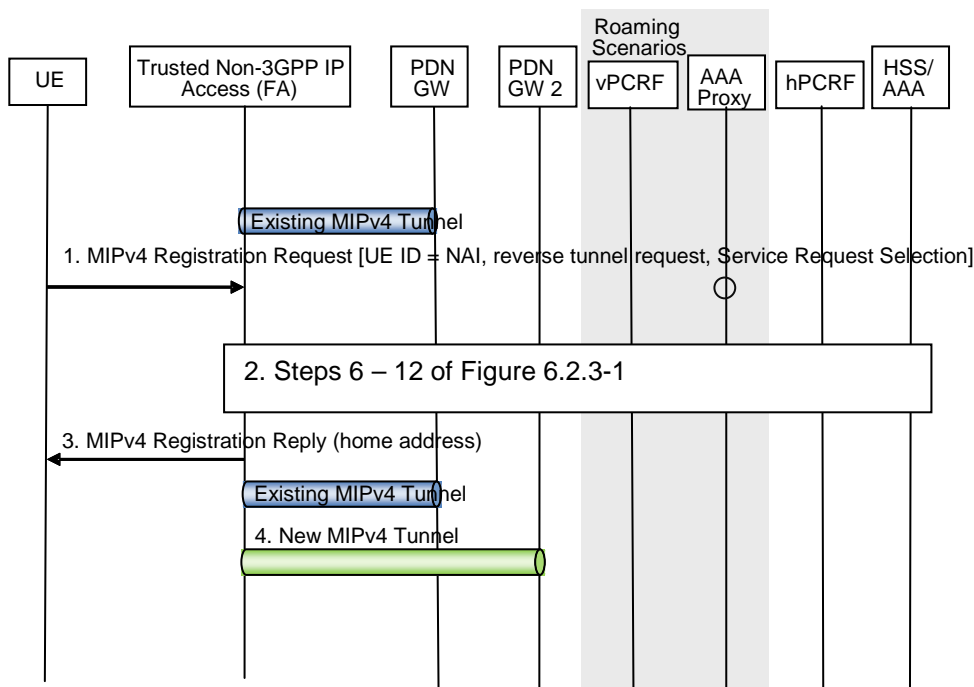 Roaming
Scenarios
UE
Trusted Non-3GPP IP
Access (FA)
PDN
GW
PDN
GW 2
vPCRF
AAA
Proxy
hPCRF
HSS/
AAA
Existing MIPv4 Tunnel
1. MIPv4 Registration Request [UE ID = NAI, reverse tunnel request, Service Request Selection]
2. Steps 6 – 12 of Figure 6.2.3-1
3. MIPv4 Registration Reply (home address)
Existing MIPv4 Tunnel
4. New MIPv4 Tunnel